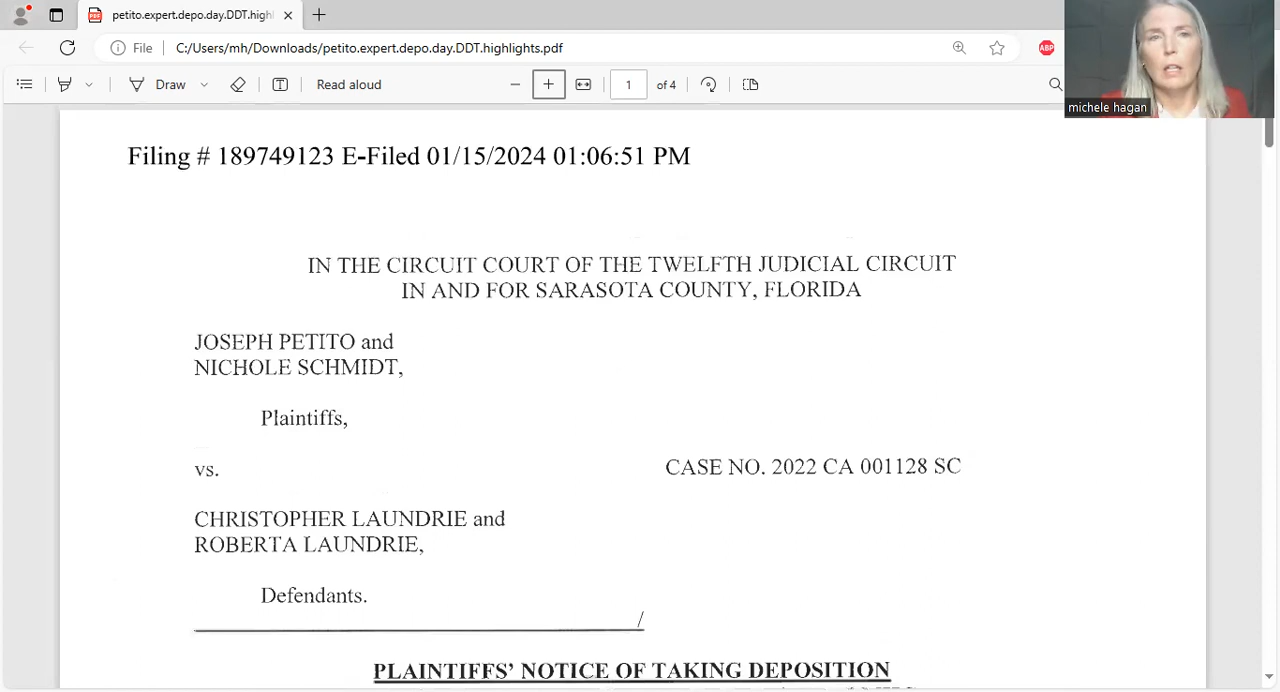 petito.expert.depo.day.DDT.highl
File
C:/Users/mh/Downloads/petito.expert.depo.day.DDT.highlights.pdf
ABP
Draw
Read aloud
1 of 4
michele hagan
Filing # 189749123 E-Filed 01/15/2024 01:06:51 PM
IN THE CIRCUIT COURT OF THE TWELFTH JUDICIAL CIRCUIT
IN AND FOR SARASOTA COUNTY, FLORIDA
JOSEPH PETITO and
NICHOLE SCHMIDT,
Plaintiffs,
vs.
CASE NO. 2022 CA 001128 SC
CHRISTOPHER LAUNDRIE and
ROBERTA LAUNDRIE,
Defendants.
/
PLAINTIFFS' NOTICE OF TAKING DEPOSITION